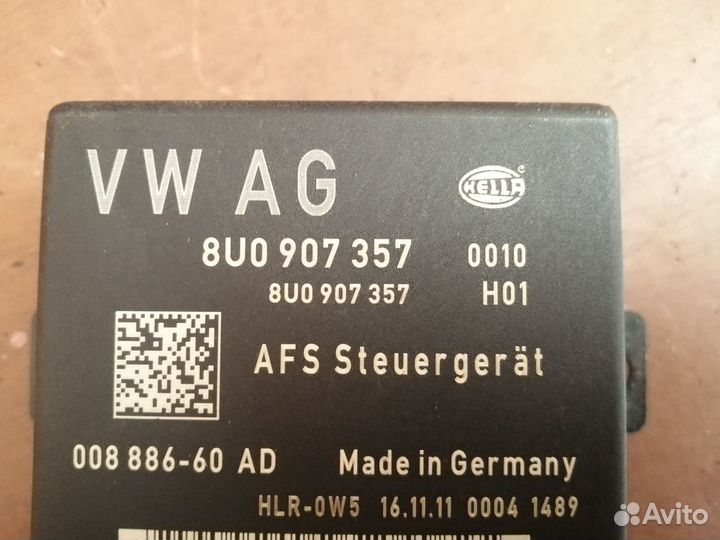 VW AG
HELLA
8U0 907 357 0010
8U0 907 357 H01
AFS Steuergerät
008 886-60 AD Made in Germany
HLR-0W5 16.11.11 0004 1489
Avito